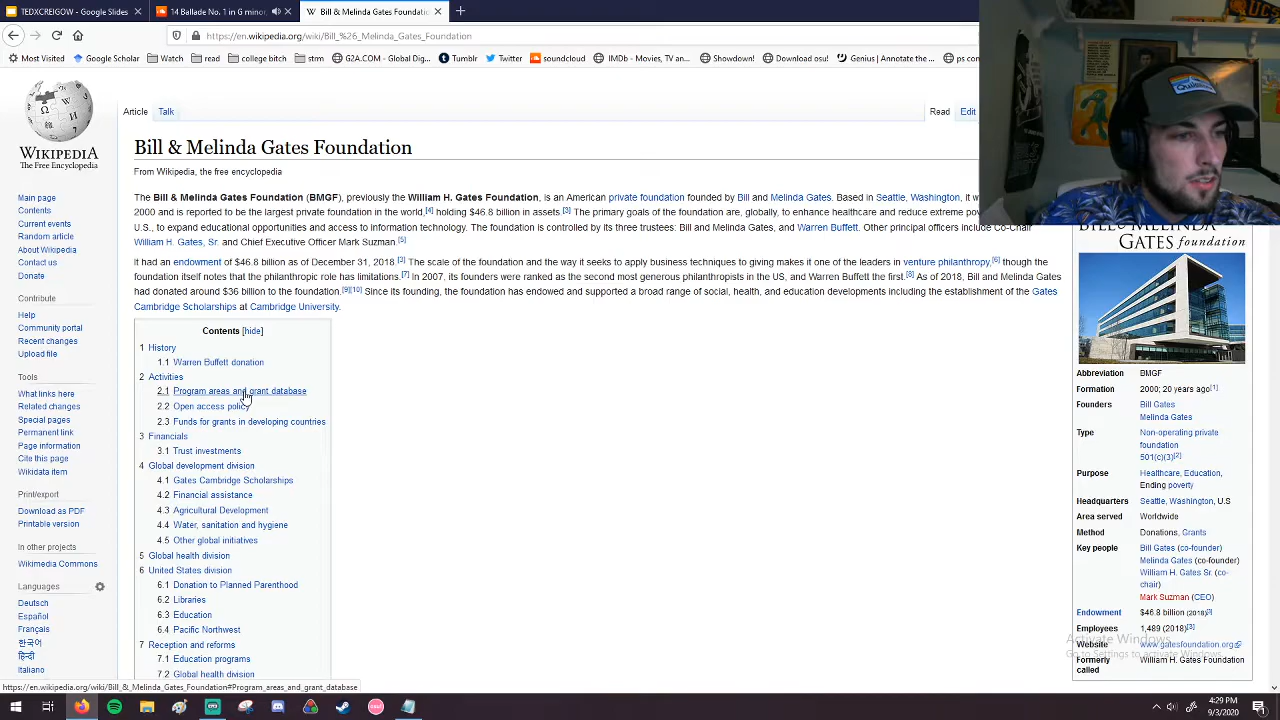 TEDXCREIGOV - Google Slides
14 Ballade No. 1 in G minor,
Bill & Melinda Gates Foundation
https://en.wikipedia.org/wiki/Bill_%26_Melinda_Gates_Foundation
Most Visited
Google Scholar
Watch
read
college bitch
strm
G2A.COM | Global Dig...
Tumblr
Twitter
soundcloud
IMDb - Movies, TV an...
Showdown!
Download osu!
Genius | Annotate the ...
ps com
WIKIPEDIA
The Free Encyclopedia
Main page
Contents
Current events
Random article
About Wikipedia
Contact us
Donate
Contribute
Help
Community portal
Recent changes
Upload file
Tools
What links here
Related changes
Special pages
Permanent link
Page information
Cite this page
Wikidata item
Print/export
Download as PDF
Printable version
In other projects
Wikimedia Commons
Languages
Deutsch
Español
Français
한국어
हिन्दी
Italiano
Article
Talk
Read
Edit
Bill & Melinda Gates Foundation
From Wikipedia, the free encyclopedia
The Bill & Melinda Gates Foundation (BMGF), previously the William H. Gates Foundation, is an American private foundation founded by Bill and Melinda Gates. Based in Seattle, Washington, it w
2000 and is reported to be the largest private foundation in the world,[4] holding $46.8 billion in assets.[3] The primary goals of the foundation are, globally, to enhance healthcare and reduce extreme pov
U.S., to expand educational opportunities and access to information technology. The foundation is controlled by its three trustees: Bill and Melinda Gates, and Warren Buffett. Other principal officers include Co-Chair
William H. Gates, Sr. and Chief Executive Officer Mark Suzman.[5]
It had an endowment of $46.8 billion as of December 31, 2018.[3] The scale of the foundation and the way it seeks to apply business techniques to giving makes it one of the leaders in venture philanthropy,[6] though the
foundation itself notes that the philanthropic role has limitations.[7] In 2007, its founders were ranked as the second most generous philanthropists in the US, and Warren Buffett the first.[8] As of 2018, Bill and Melinda Gates
had donated around $36 billion to the foundation.[9][10] Since its founding, the foundation has endowed and supported a broad range of social, health, and education developments including the establishment of the Gates
Cambridge Scholarships at Cambridge University.
Contents [hide]
1 History
1.1 Warren Buffett donation
2 Activities
2.1 Program areas and grant database
2.2 Open access policy
2.3 Funds for grants in developing countries
3 Financials
3.1 Trust investments
4 Global development division
4.1 Gates Cambridge Scholarships
4.2 Financial assistance
4.3 Agricultural Development
4.4 Water, sanitation and hygiene
4.5 Other global initiatives
5 Global health division
6 United States division
6.1 Donation to Planned Parenthood
6.2 Libraries
6.3 Education
6.4 Pacific Northwest
7 Reception and reforms
7.1 Education programs
7.2 Global health division
BILL & MELINDA
GATES foundation
Abbreviation BMGF
Formation 2000; 20 years ago[1]
Founders Bill Gates
Melinda Gates
Type Non-operating private
foundation
501(c)(3)[2]
Purpose Healthcare, Education,
Ending poverty
Headquarters Seattle, Washington, U.S
Area served Worldwide
Method Donations, Grants
Key people Bill Gates (co-founder)
Melinda Gates (co-founder)
William H. Gates Sr. (co-
chair)
Mark Suzman (CEO)
Endowment $46.8 billion (2018)[3]
Employees 1,489 (2018)[3]
Website www.gatesfoundation.org
Formerly William H. Gates Foundation
called
Activate Windows
Go to Settings to activate Windows.
https://en.wikipedia.org/wiki/Bill_&_Melinda_Gates_Foundation#Program_areas_and_grant_database
4:29 PM
9/3/2020